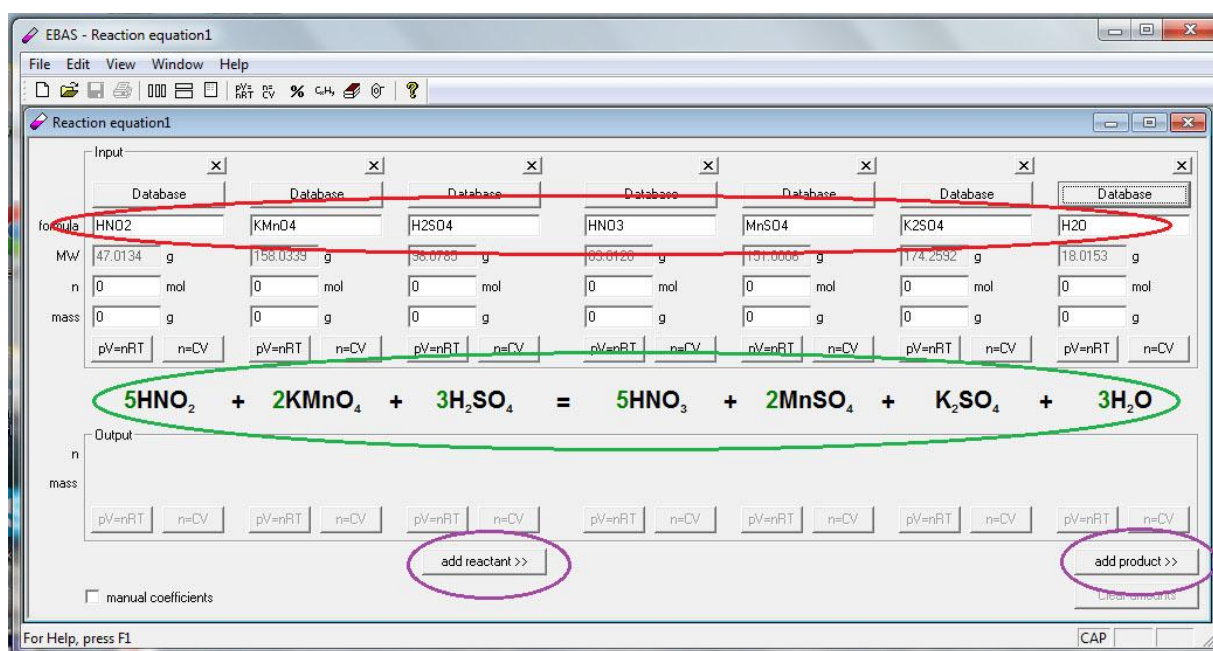 EBAS - Reaction equation1
File Edit View Window Help
Reaction equation1
Input
Database Database Database Database Database Database Database
formula HNO2 KMnO4 H2SO4 HNO3 MnSO4 K2SO4 H2O
MW 47.0134 g 158.0339 g 98.0785 g g g 174.2592 g 18.0153 g
n 0 mol 0 mol 0 mol 0 mol 0 mol 0 mol 0 mol
mass 0 g 0 g 0 g 0 g 0 g 0 g 0 g
pV=nRT n=CV pV=nRT n=CV pV=nRT n=CV pV=nRT n=CV pV=nRT n=CV pV=nRT n=CV pV=nRT n=CV
5HNO₂ + 2KMnO₄ + 3H₂SO₄ = 5HNO₃ + 2MnSO₄ + K₂SO₄ + 3H₂O
Output
n
mass
pV=nRT n=CV pV=nRT n=CV pV=nRT n=CV pV=nRT n=CV pV=nRT n=CV pV=nRT n=CV pV=nRT n=CV
add reactant >> add product >>
manual coefficients Clear amounts
For Help, press F1 CAP